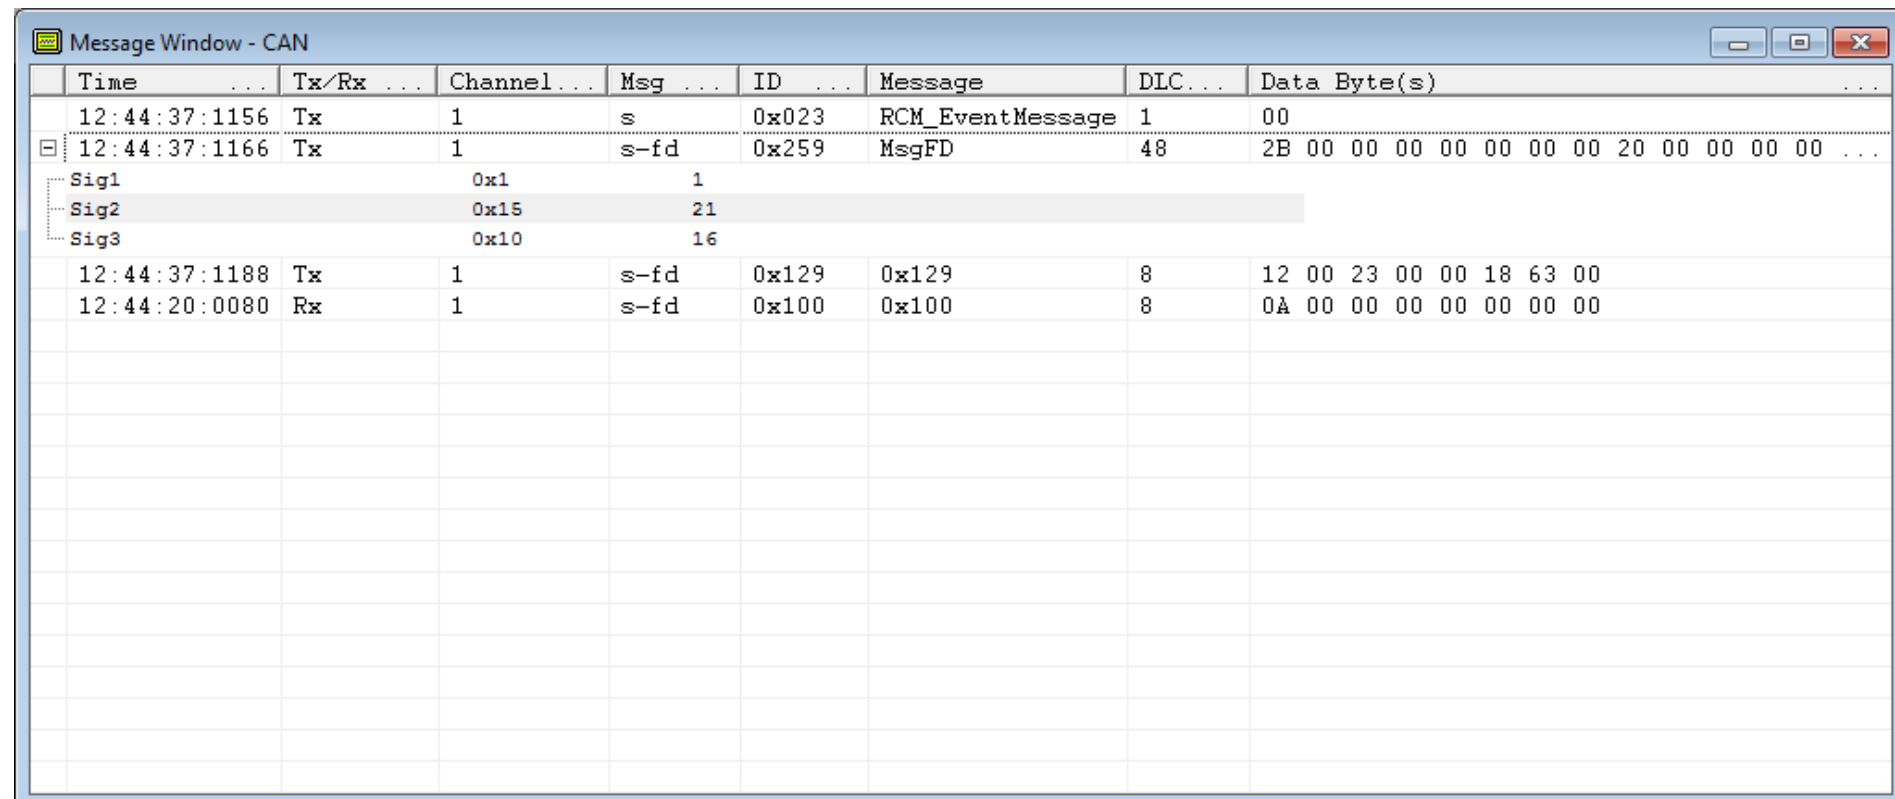 Message Window - CAN
Time ... Tx/Rx ... Channel... Msg ... ID ... Message DLC... Data Byte(s) ...
12:44:37:1156 Tx 1 s 0x023 RCM_EventMessage 1 00
12:44:37:1166 Tx 1 s-fd 0x259 MsgFD 48 2B 00 00 00 00 00 00 00 20 00 00 00 00 ...
Sig1 0x1 1
Sig2 0x15 21
Sig3 0x10 16
12:44:37:1188 Tx 1 s-fd 0x129 0x129 8 12 00 23 00 00 18 63 00
12:44:20:0080 Rx 1 s-fd 0x100 0x100 8 0A 00 00 00 00 00 00 00